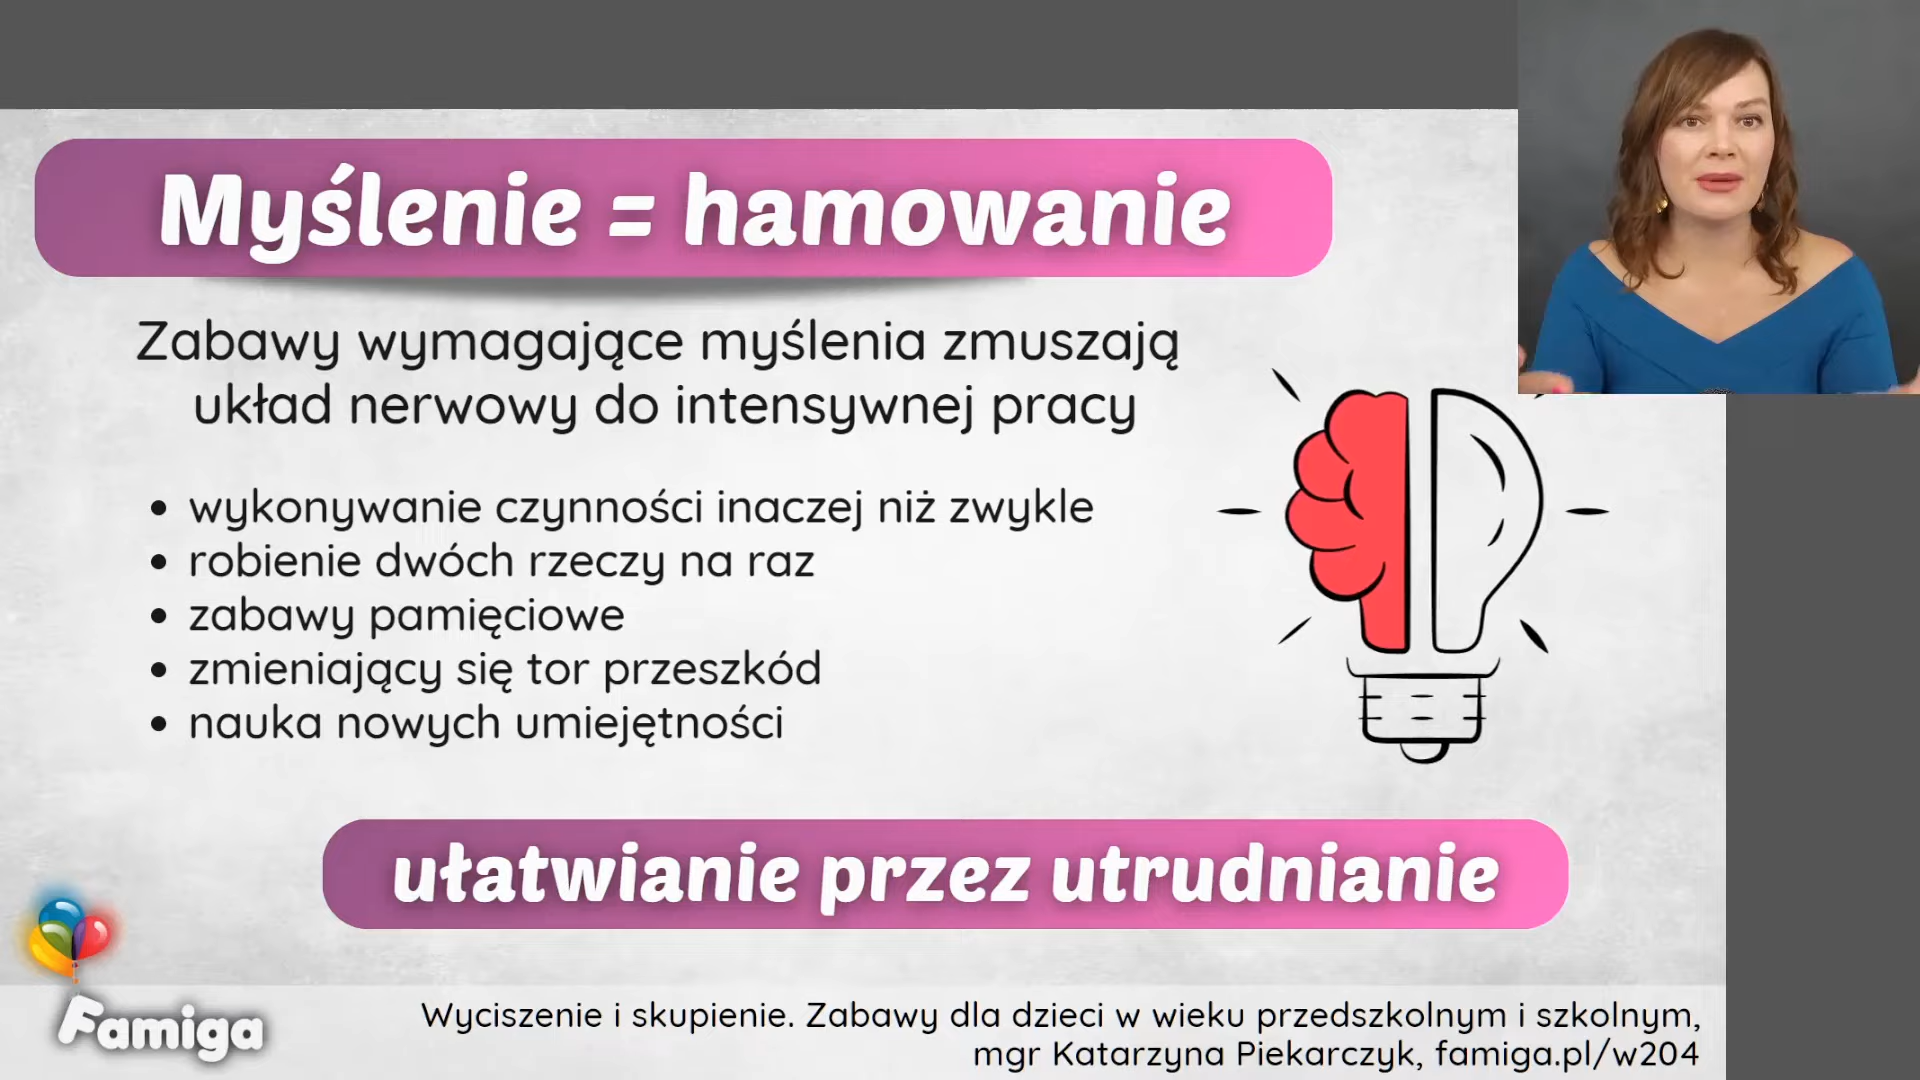 Myślenie = hamowanie
Zabawy wymagające myślenia zmuszają
układ nerwowy do intensywnej pracy
• wykonywanie czynności inaczej niż zwykle
• robienie dwóch rzeczy na raz
• zabawy pamięciowe
• zmieniający się tor przeszkód
• nauka nowych umiejętności
ułatwianie przez utrudnianie
Famiga
Wyciszenie i skupienie. Zabawy dla dzieci w wieku przedszkolnym i szkolnym,
mgr Katarzyna Piekarczyk, famiga.pl/w204